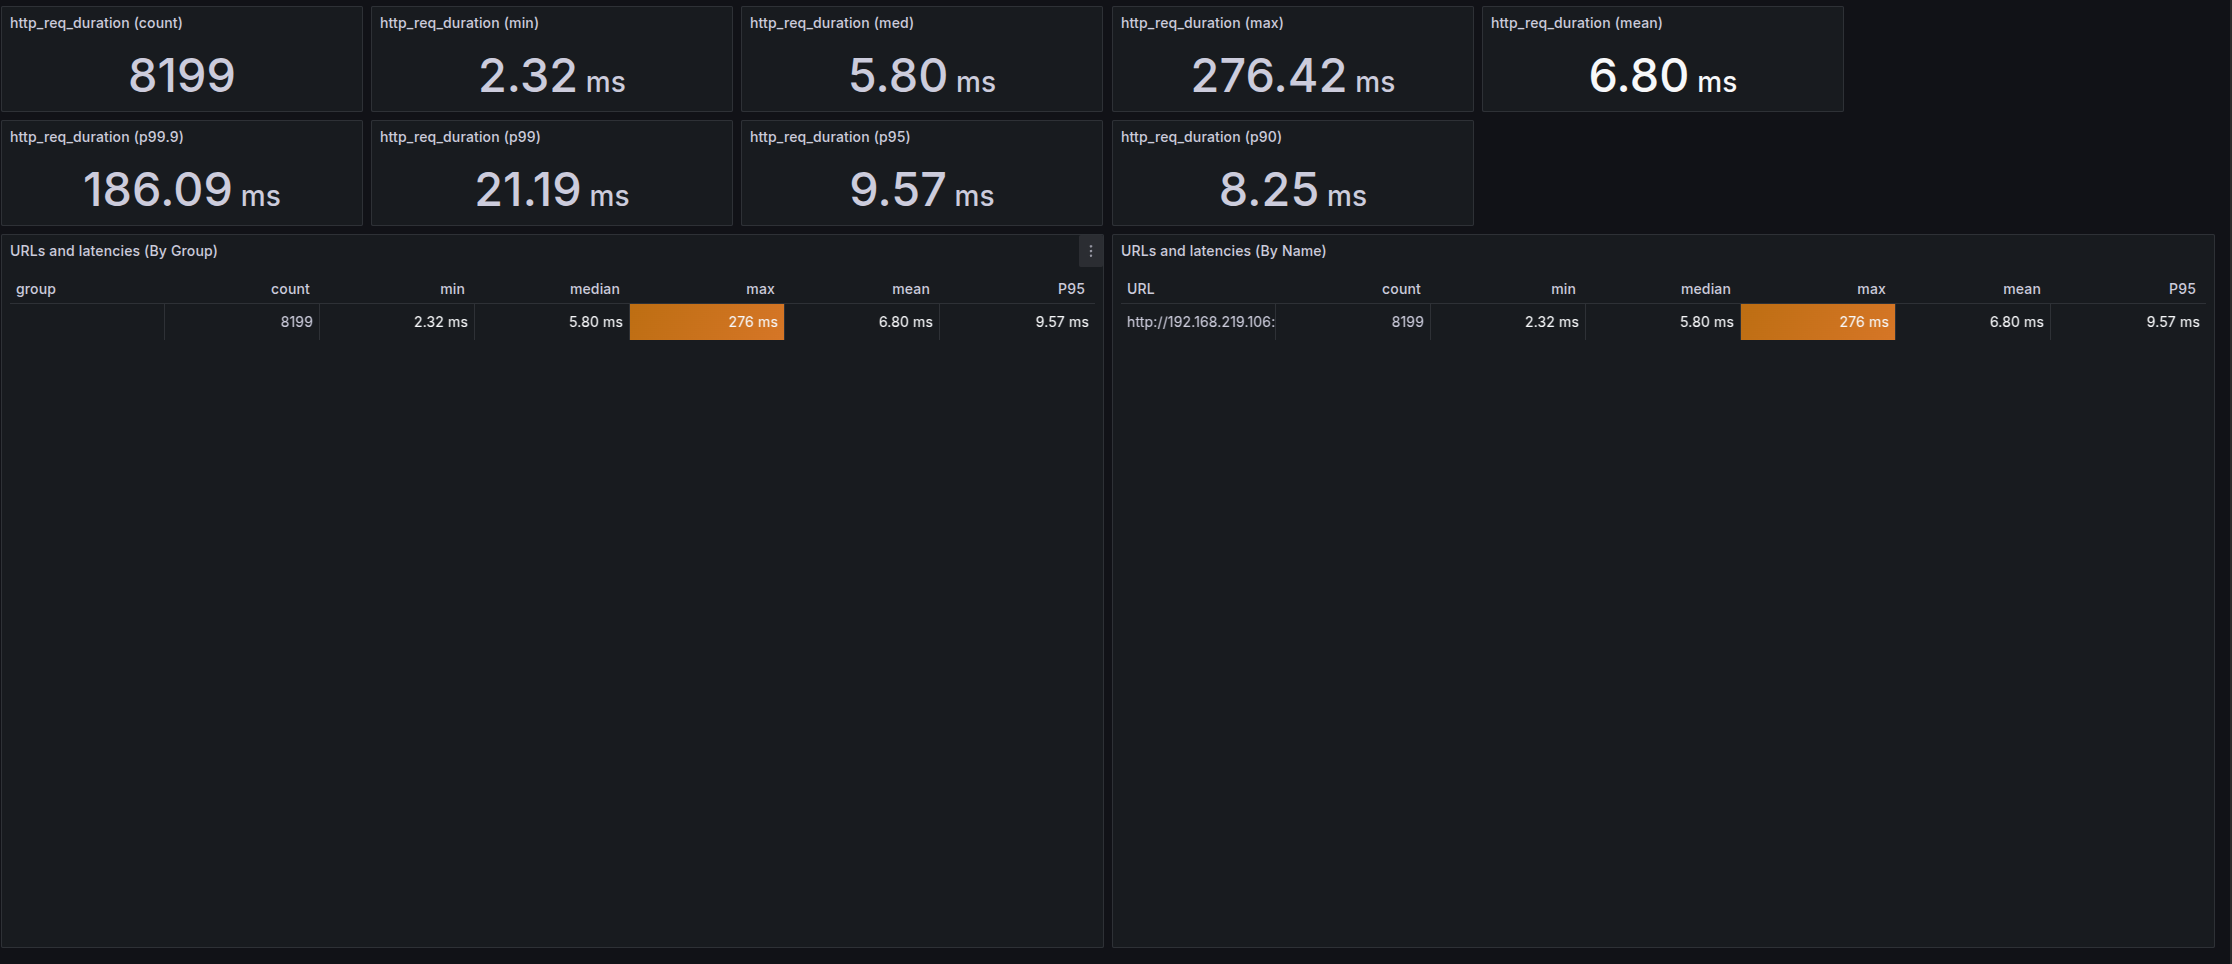 http_req_duration (count)
8199
http_req_duration (min)
2.32 ms
http_req_duration (med)
5.80 ms
http_req_duration (max)
276.42 ms
http_req_duration (mean)
6.80 ms
http_req_duration (p99.9)
186.09 ms
http_req_duration (p99)
21.19 ms
http_req_duration (p95)
9.57 ms
http_req_duration (p90)
8.25 ms
URLs and latencies (By Group)
group count min median max mean P95
8199 2.32 ms 5.80 ms 276 ms 6.80 ms 9.57 ms
URLs and latencies (By Name)
URL count min median max mean P95
http://192.168.219.106: 8199 2.32 ms 5.80 ms 276 ms 6.80 ms 9.57 ms